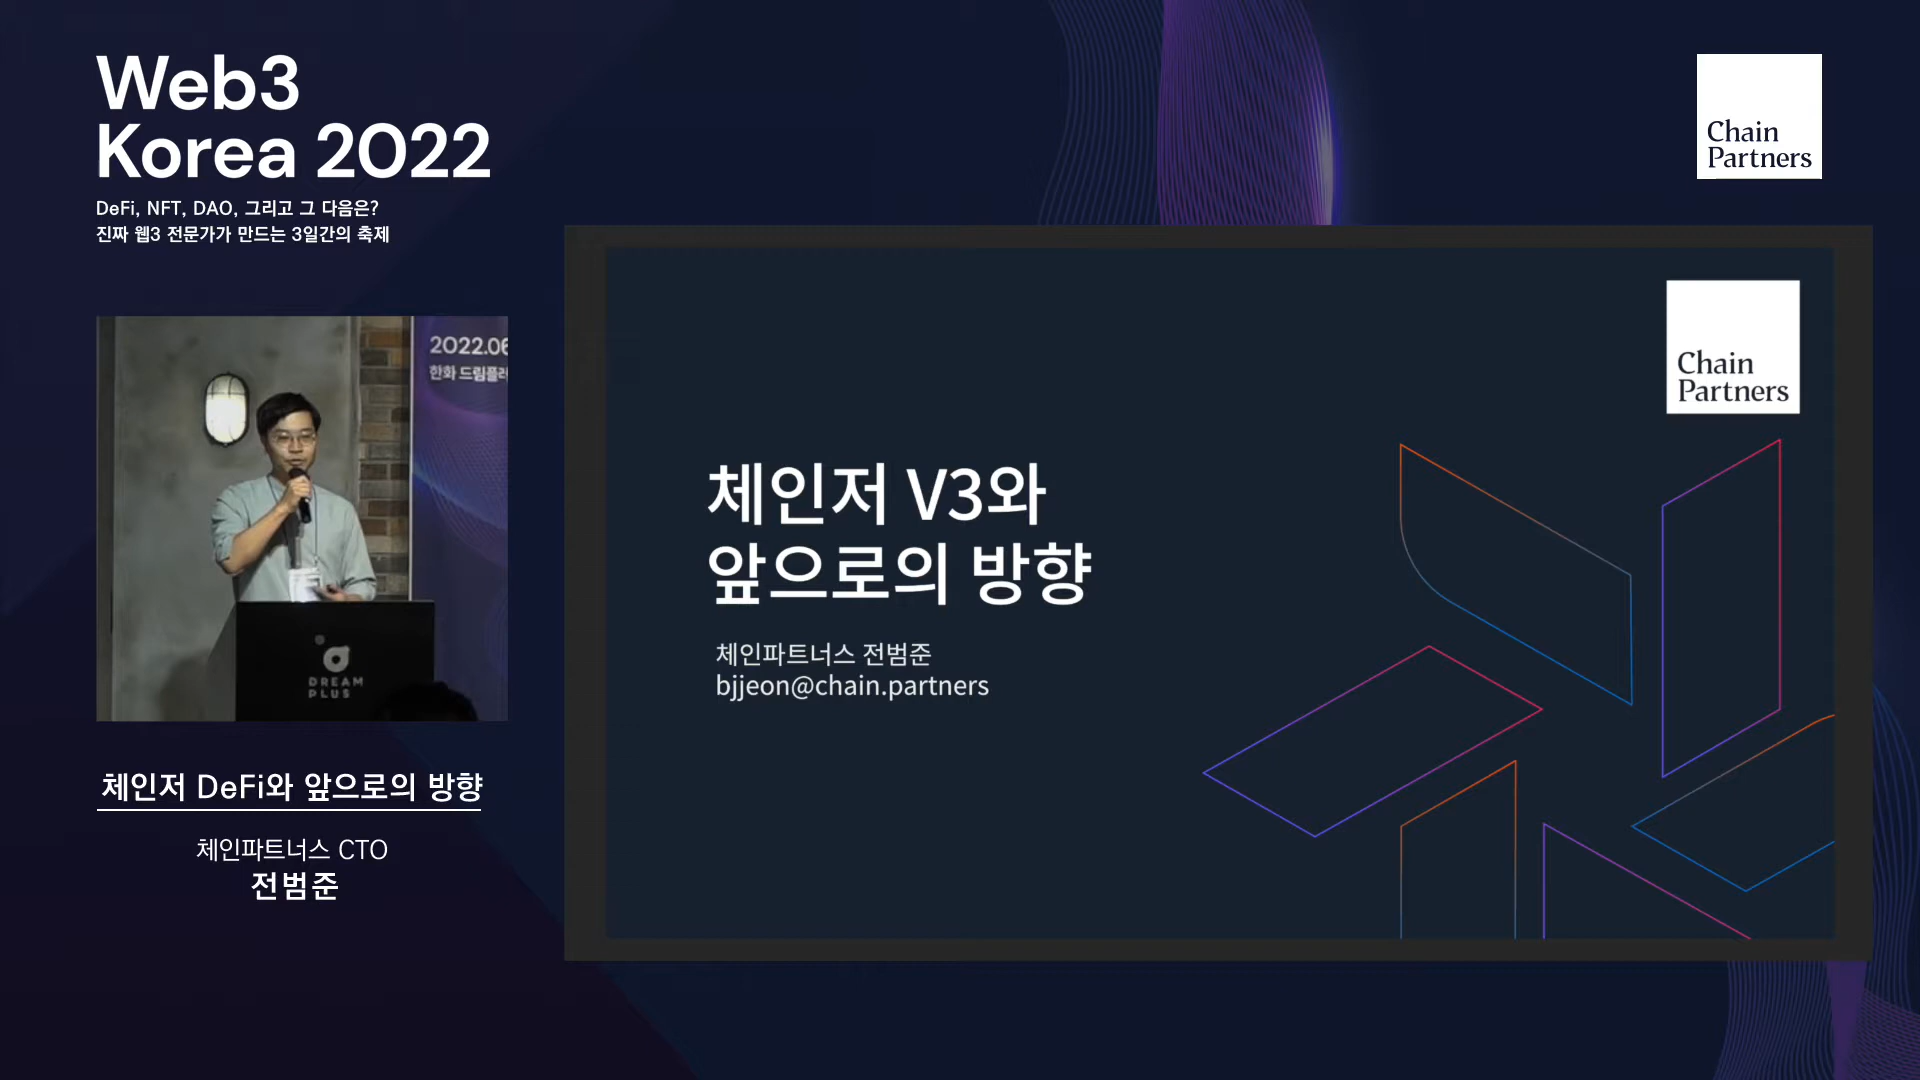 Web3
Korea 2022
DeFi, NFT, DAO, 그리고 그 다음은?
진짜 웹3 전문가가 만드는 3일간의 축제
Chain
Partners
2022.06
한화 드림플
DREAM
PLUS
체인저 DeFi와 앞으로의 방향
체인파트너스 CTO
전범준
Chain
Partners
체인저 V3와
앞으로의 방향
체인파트너스 전범준
bjjeon@chain.partners